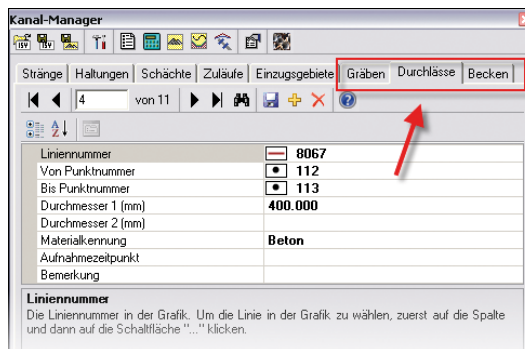 Kanal-Manager
ISY ISY
Stränge Haltungen Schächte Zuläufe Einzugsgebiete Gräben Durchlässe Becken
4 von 11
Liniennummer 8067
Von Punktnummer 112
Bis Punktnummer 113
Durchmesser 1 (mm) 400.000
Durchmesser 2 (mm)
Materialkennung Beton
Aufnahmezeitpunkt
Bemerkung
Liniennummer
Die Liniennummer in der Grafik. Um die Linie in der Grafik zu wählen, zuerst auf die Spalte
und dann auf die Schaltfläche "..." klicken.